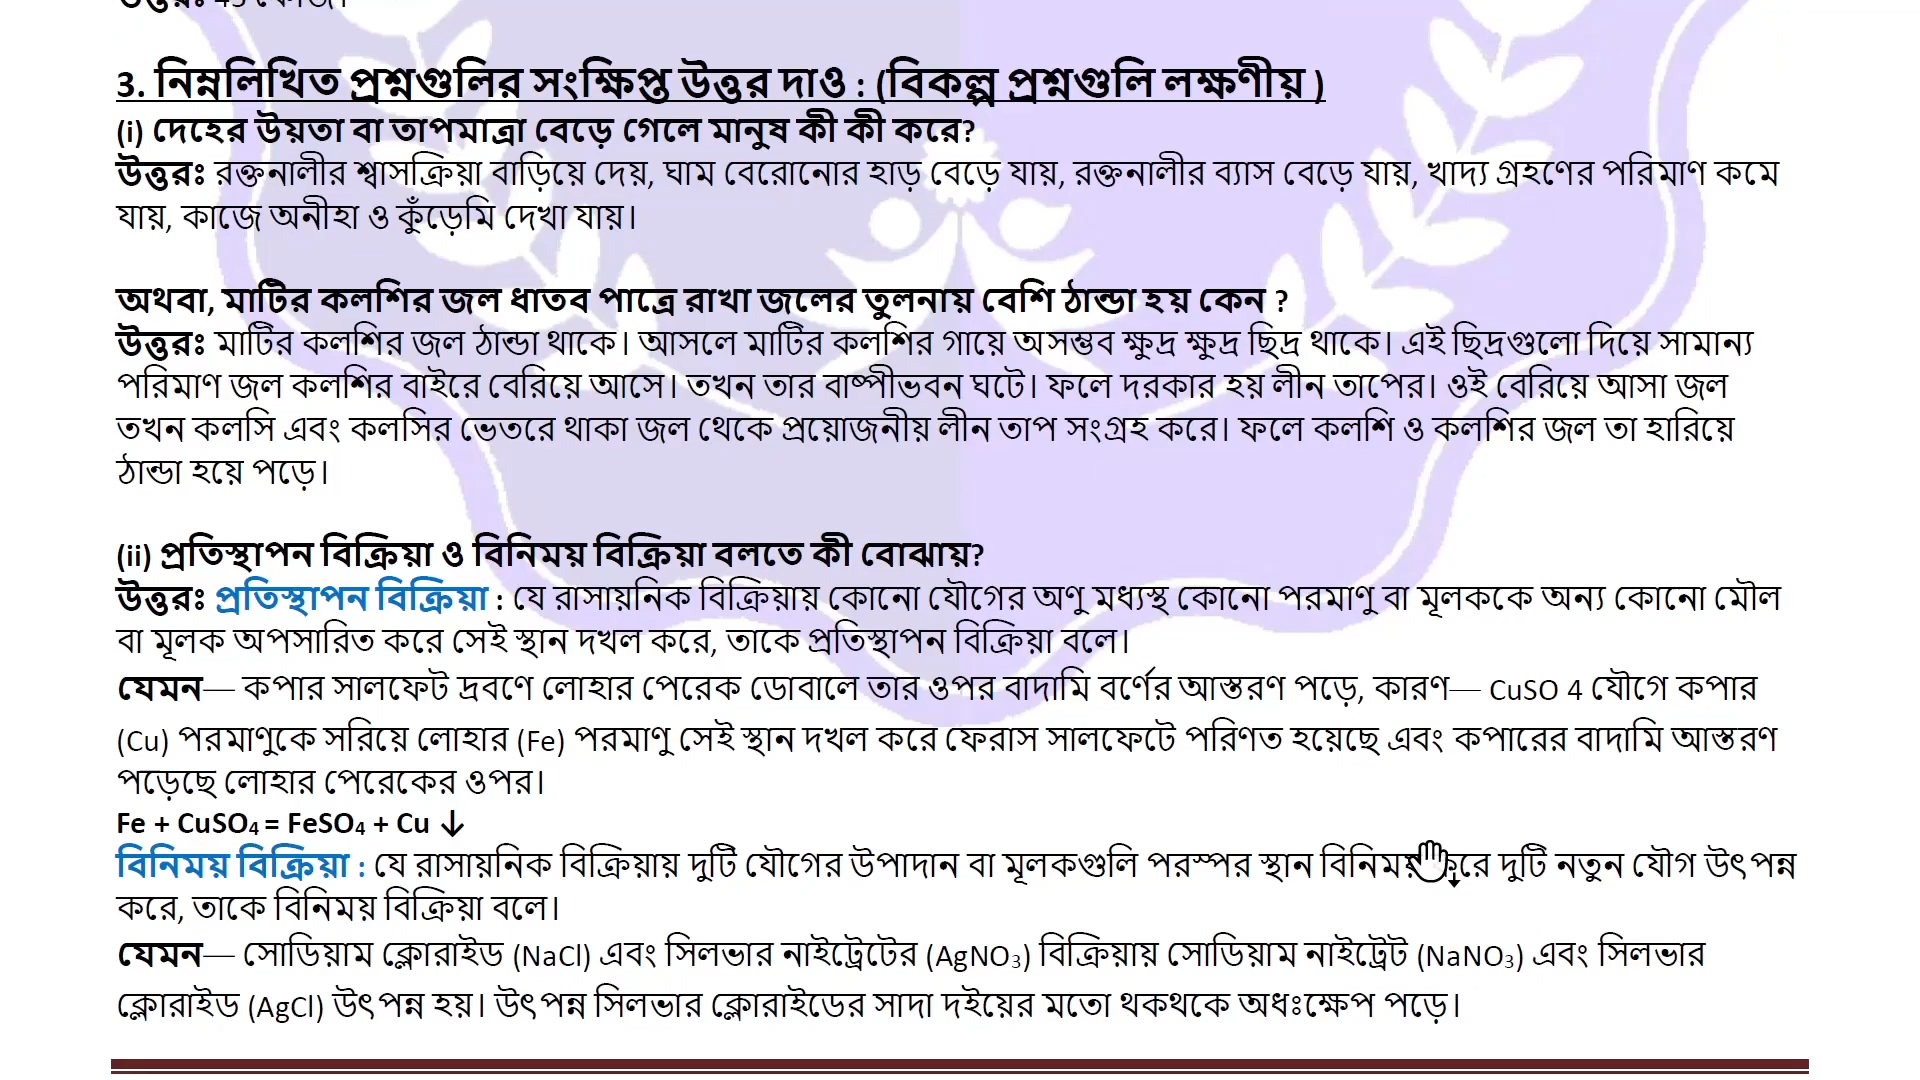 উত্তরঃ 45 কেজি।
3. নিম্নলিখিত প্রশ্নগুলির সংক্ষিপ্ত উত্তর দাও : (বিকল্প প্রশ্নগুলি লক্ষণীয় )
(i) দেহের উয়তা বা তাপমাত্রা বেড়ে গেলে মানুষ কী কী করে?
উত্তরঃ রক্তনালীর শ্বাসক্রিয়া বাড়িয়ে দেয়, ঘাম বেরোনোর হাড় বেড়ে যায়, রক্তনালীর ব্যাস বেড়ে যায়, খাদ্য গ্রহণের পরিমাণ কমে
যায়, কাজে অনীহা ও কুঁড়েমি দেখা যায়।
অথবা, মাটির কলশির জল ধাতব পাত্রে রাখা জলের তুলনায় বেশি ঠান্ডা হয় কেন ?
উত্তরঃ মাটির কলশির জল ঠান্ডা থাকে। আসলে মাটির কলশির গায়ে অসম্ভব ক্ষুদ্র ক্ষুদ্র ছিদ্র থাকে। এই ছিদ্রগুলো দিয়ে সামান্য
পরিমাণ জল কলশির বাইরে বেরিয়ে আসে। তখন তার বাষ্পীভবন ঘটে। ফলে দরকার হয় লীন তাপের। ওই বেরিয়ে আসা জল
তখন কলসি এবং কলসির ভেতরে থাকা জল থেকে প্রয়োজনীয় লীন তাপ সংগ্রহ করে। ফলে কলশি ও কলশির জল তা হারিয়ে
ঠান্ডা হয়ে পড়ে।
(ii) প্রতিস্থাপন বিক্রিয়া ও বিনিময় বিক্রিয়া বলতে কী বোঝায়?
উত্তরঃ প্রতিস্থাপন বিক্রিয়া : যে রাসায়নিক বিক্রিয়ায় কোনো যৌগের অণু মধ্যস্থ কোনো পরমাণু বা মূলককে অন্য কোনো মৌল
বা মূলক অপসারিত করে সেই স্থান দখল করে, তাকে প্রতিস্থাপন বিক্রিয়া বলে।
যেমন— কপার সালফেট দ্রবণে লোহার পেরেক ডোবালে তার ওপর বাদামি বর্ণের আস্তরণ পড়ে, কারণ— CuSO 4 যৌগে কপার
(Cu) পরমাণুকে সরিয়ে লোহার (Fe) পরমাণু সেই স্থান দখল করে ফেরাস সালফেটে পরিণত হয়েছে এবং কপারের বাদামি আস্তরণ
পড়েছে লোহার পেরেকের ওপর।
Fe + CuSO₄ = FeSO₄ + Cu ↓
বিনিময় বিক্রিয়া : যে রাসায়নিক বিক্রিয়ায় দুটি যৌগের উপাদান বা মূলকগুলি পরস্পর স্থান বিনিময় করে দুটি নতুন যৌগ উৎপন্ন
করে, তাকে বিনিময় বিক্রিয়া বলে।
যেমন— সোডিয়াম ক্লোরাইড (NaCl) এবং সিলভার নাইট্রেটের (AgNO₃) বিক্রিয়ায় সোডিয়াম নাইট্রেট (NaNO₃) এবং সিলভার
ক্লোরাইড (AgCl) উৎপন্ন হয়। উৎপন্ন সিলভার ক্লোরাইডের সাদা দইয়ের মতো থকথকে অধঃক্ষেপ পড়ে।